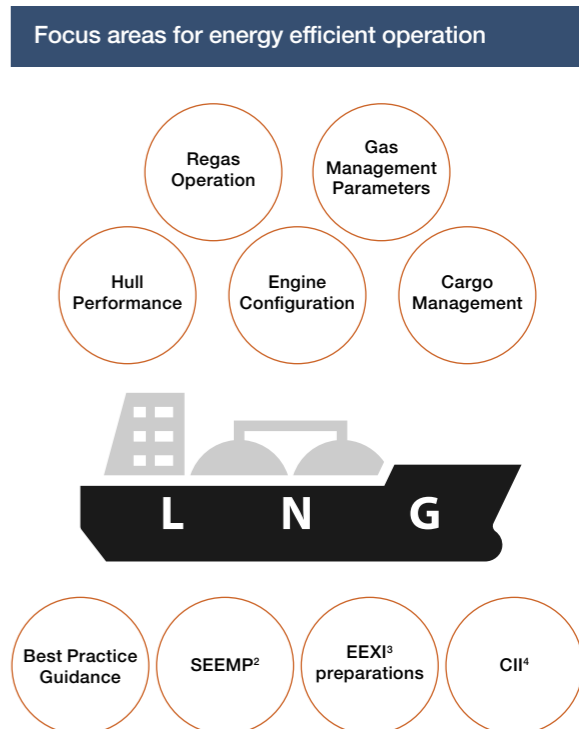 Focus areas for energy efficient operation
Regas
Operation
Gas
Management
Parameters
Hull
Performance
Engine
Configuration
Cargo
Management
L N G
Best Practice
Guidance
SEEMP²
EEXI³
preparations
CII⁴